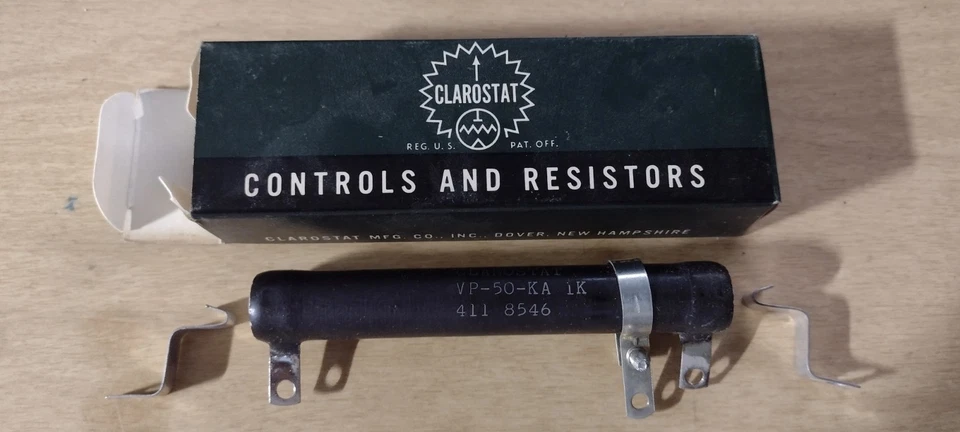 CLAROSTAT
REG. U.S. PAT. OFF.
CONTROLS AND RESISTORS
CLAROSTAT MFG. CO., INC., DOVER, NEW HAMPSHIRE
CLAROSTAT
VP-50-KA 1K
411 8546